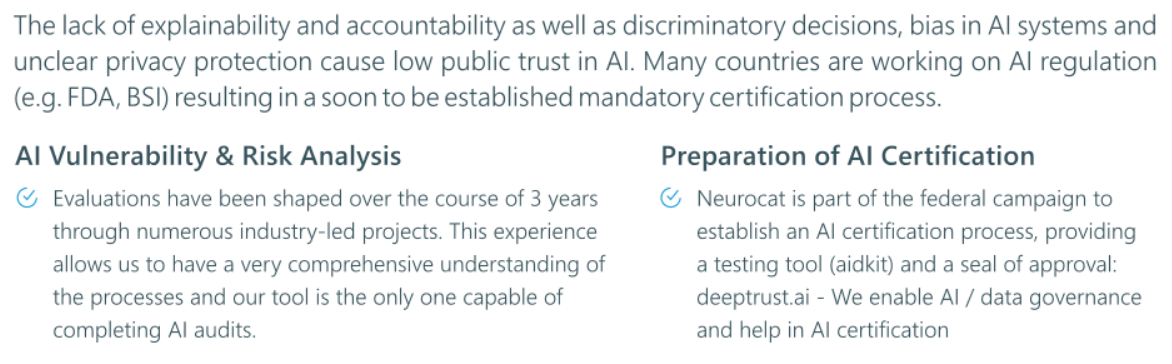 The lack of explainability and accountability as well as discriminatory decisions, bias in AI systems and
unclear privacy protection cause low public trust in AI. Many countries are working on AI regulation
(e.g. FDA, BSI) resulting in a soon to be established mandatory certification process.
AI Vulnerability & Risk Analysis
Evaluations have been shaped over the course of 3 years
through numerous industry-led projects. This experience
allows us to have a very comprehensive understanding of
the processes and our tool is the only one capable of
completing AI audits.
Preparation of AI Certification
Neurocat is part of the federal campaign to
establish an AI certification process, providing
a testing tool (aidkit) and a seal of approval:
deeptrust.ai - We enable AI / data governance
and help in AI certification